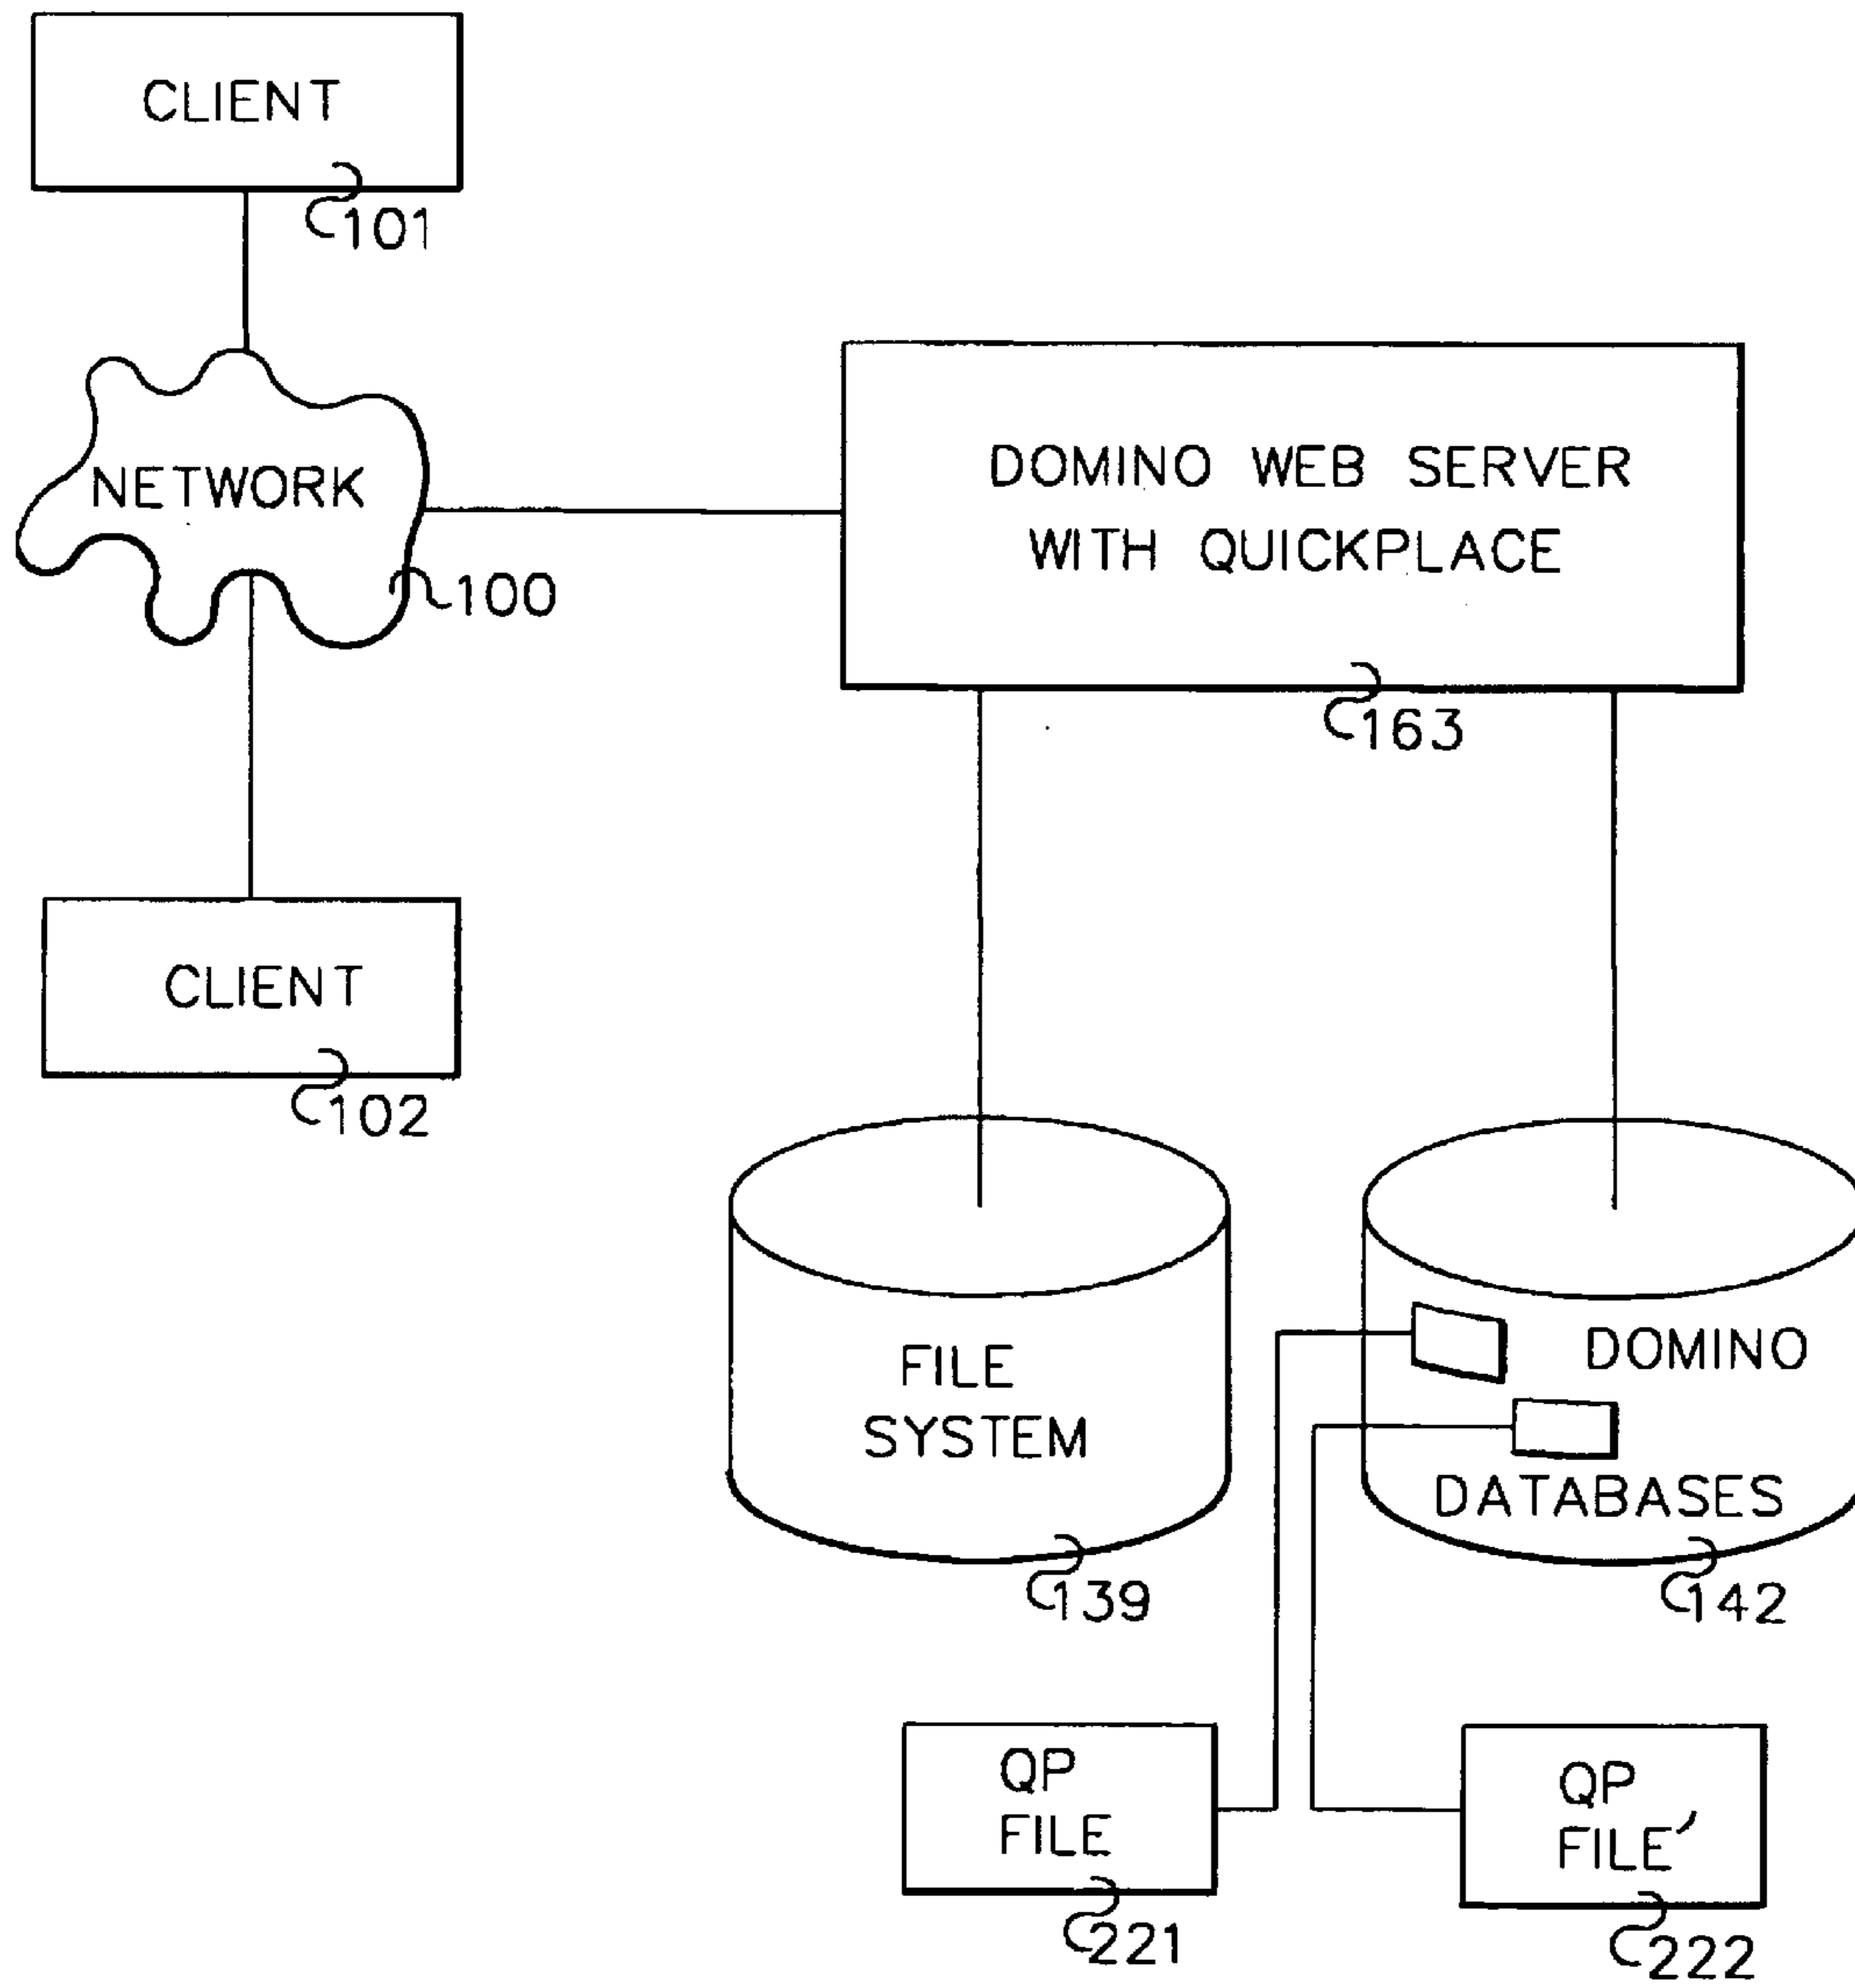 CLIENT
101
NETWORK
100
DOMINO WEB SERVER
WITH QUICKPLACE
163
CLIENT
102
FILE
SYSTEM
139
DOMINO
DATABASES
142
QP
FILE
221
QP
FILE'
222